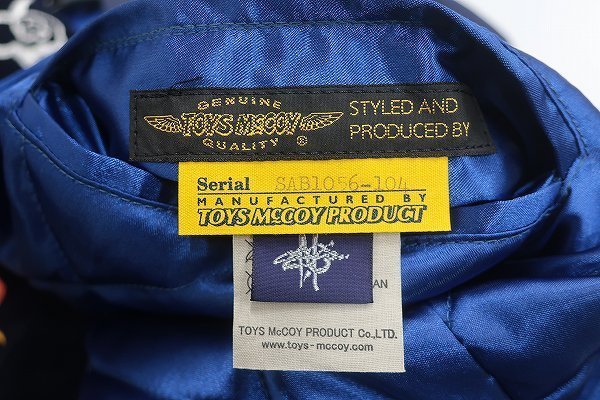 GENUINE
TOYS McCOY
QUALITY ®
STYLED AND
PRODUCED BY
Serial SAB1056-104
MANUFACTURED BY
TOYS McCOY PRODUCT
AN
TOYS McCOY PRODUCT Co.,LTD.
www.toys-mccoy.com